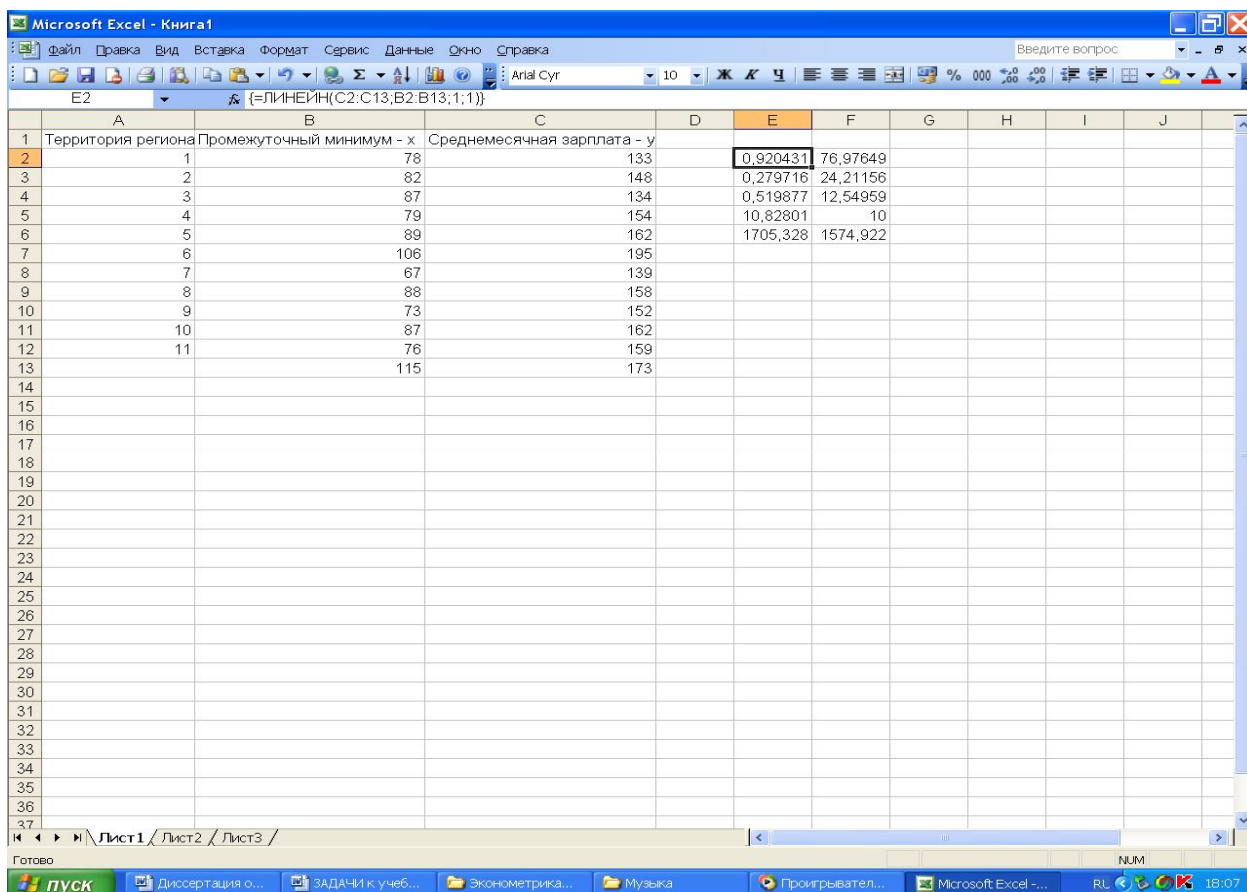 Microsoft Excel - Книга1
Файл Правка Вид Вставка Формат Сервис Данные Окно Справка Введите вопрос
Arial Cyr 10 Ж К Ч % 000
E2 fx {=ЛИНЕЙН(C2:C13;B2:B13;1;1)}
A B C D E F G H I J
1 Территория региона Промежуточный минимум - х Среднемесячная зарплата - у
2 1 78 133 0,920431 76,97649
3 2 82 148 0,279716 24,21156
4 3 87 134 0,519877 12,54959
5 4 79 154 10,82801 10
6 5 89 162 1705,328 1574,922
7 6 106 195
8 7 67 139
9 8 88 158
10 9 73 152
11 10 87 162
12 11 76 159
13 115 173
14
15
16
17
18
19
20
21
22
23
24
25
26
27
28
29
30
31
32
33
34
35
36
37
Лист1 Лист2 Лист3
Готово NUM
пуск Диссертация о... ЗАДАЧИ к учеб... Эконометрика... Музыка Проигрывател... Microsoft Excel -... RL 18:07